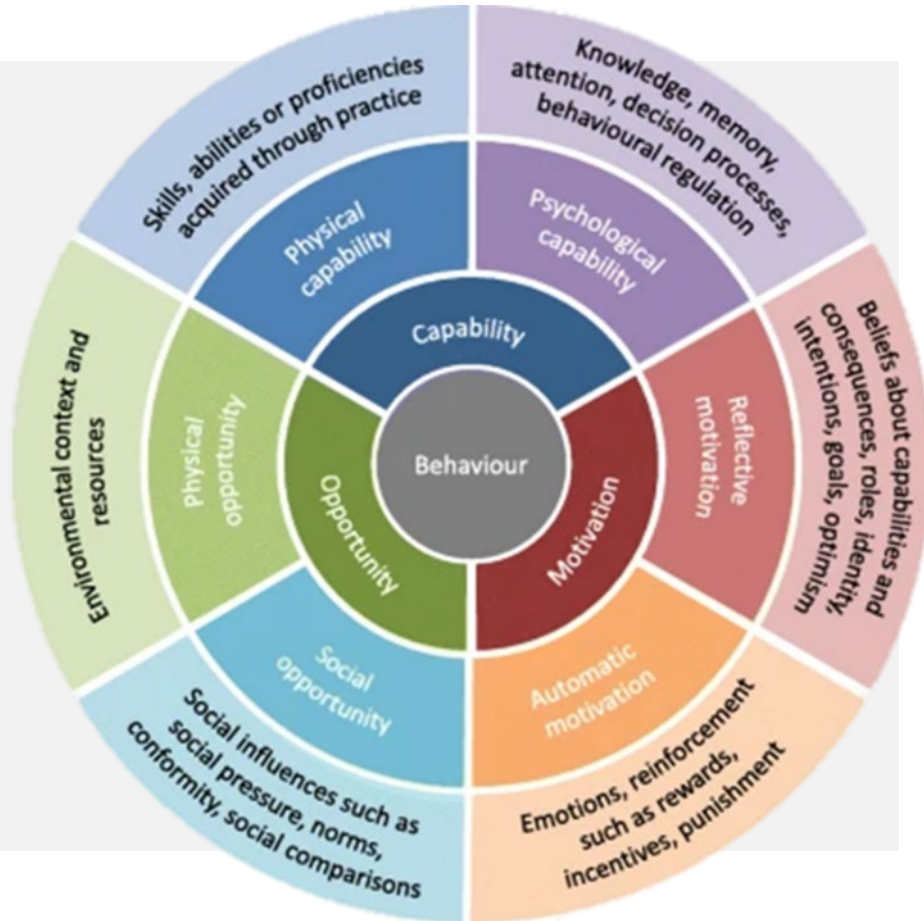 Skills, abilities or proficiencies
acquired through practice
Knowledge, memory,
attention, decision processes,
behavioural regulation
Physical
capability
Psychological
capability
Capability
Environmental context and
resources
Physical
opportunity
Opportunity
Behaviour
Motivation
Reflective
motivation
Beliefs about capabilities and
consequences, roles, identity,
intentions, goals, optimism
Social
opportunity
Automatic
motivation
Social influences such as
social pressure, norms,
conformity, social comparisons
Emotions, reinforcement
such as rewards,
incentives, punishment